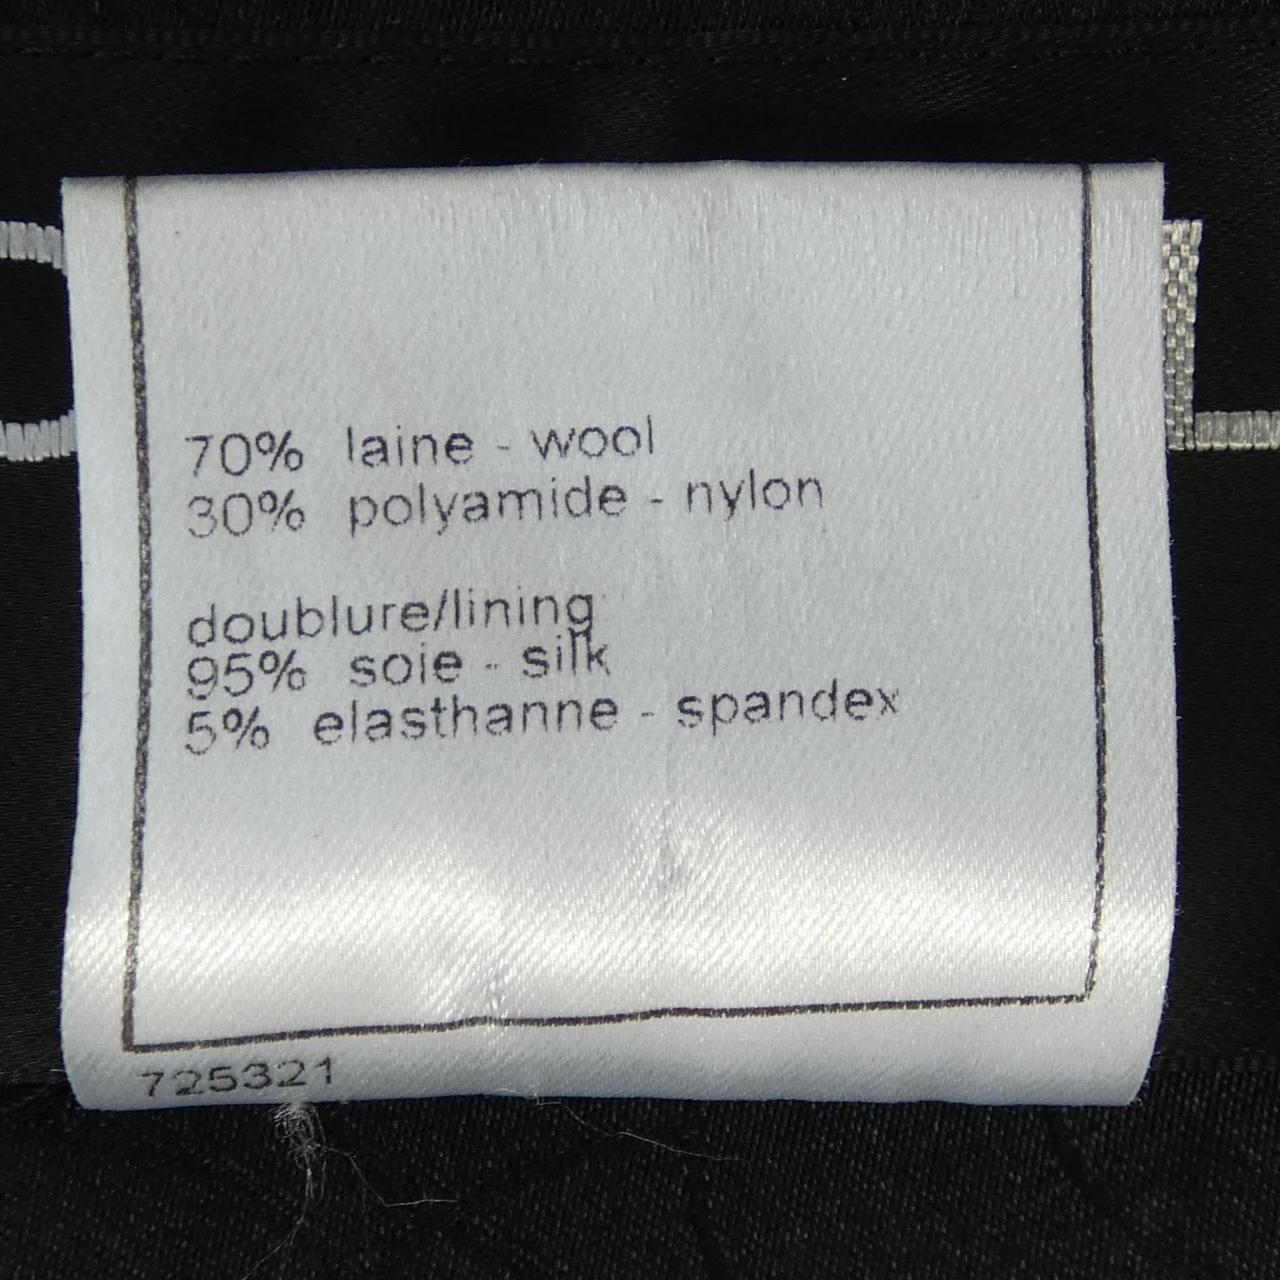 70% laine - wool
30% polyamide - nylon
doublure/lining
95% soie - silk
5% elasthanne - spandex
725321